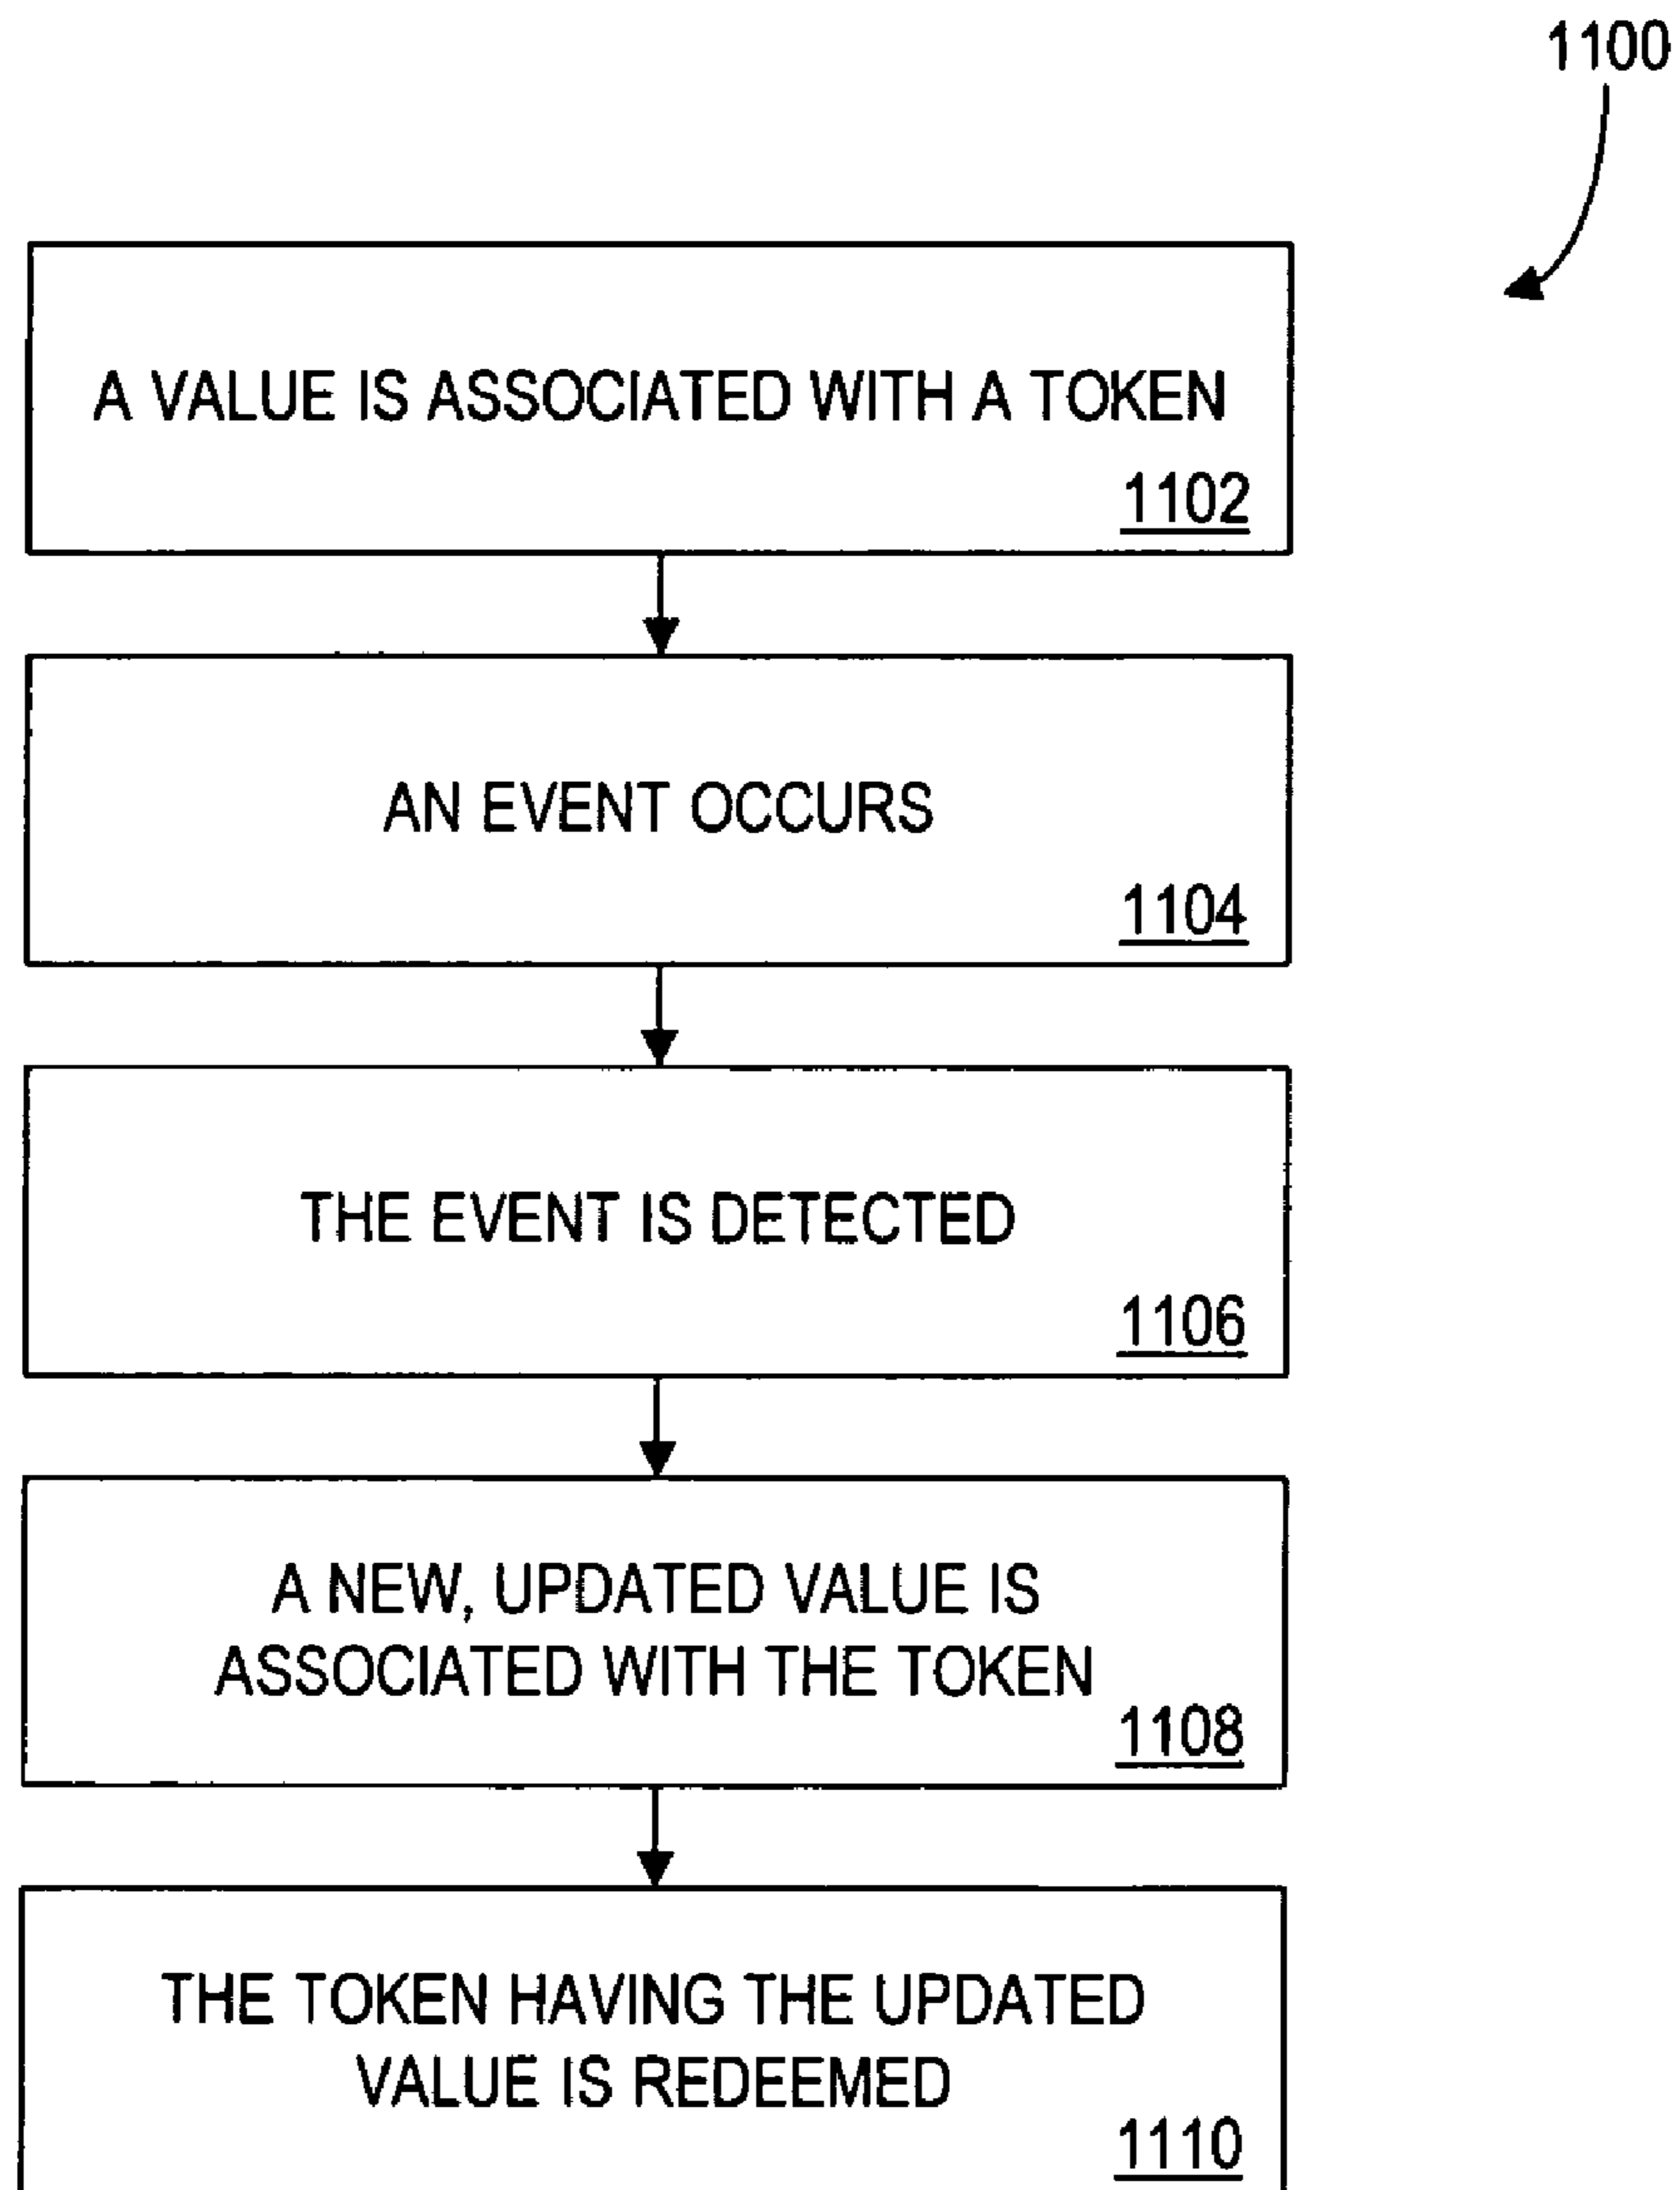 1100
A VALUE IS ASSOCIATED WITH A TOKEN
1102
AN EVENT OCCURS
1104
THE EVENT IS DETECTED
1106
A NEW, UPDATED VALUE IS
ASSOCIATED WITH THE TOKEN
1108
THE TOKEN HAVING THE UPDATED
VALUE IS REDEEMED
1110